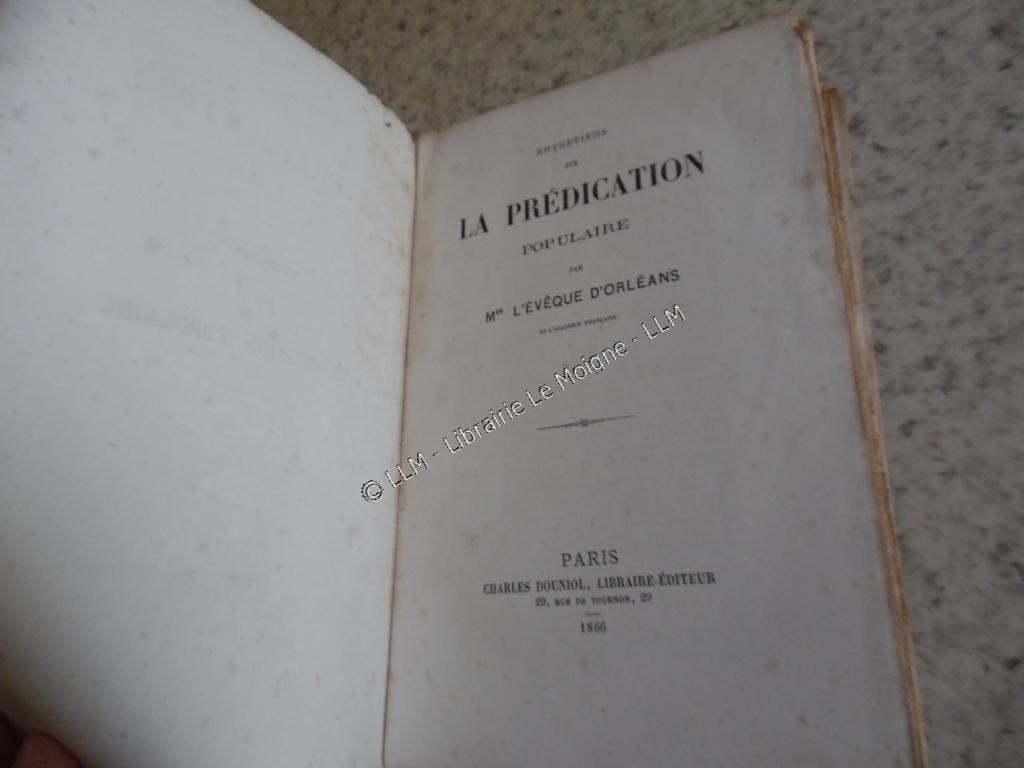 ENTRETIENS
SUR
LA PRÉDICATION
POPULAIRE
PAR
Mgr L'ÉVÊQUE D'ORLÉANS
DE L'ACADÉMIE FRANÇAISE.
© LLM - Librairie Le Moigne - LLM
PARIS
CHARLES DOUNIOL, LIBRAIRE-ÉDITEUR
29, RUE DE TOURNON, 29
1866